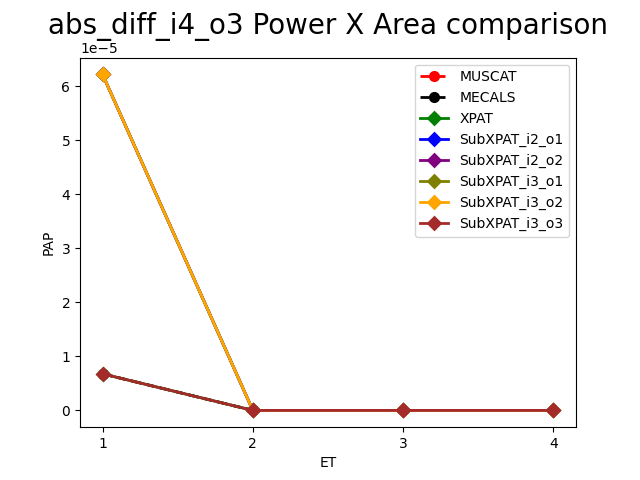 abs_diff_i4_o3 Power X Area comparison
1e−5
6
5
4
3
2
1
0
PAP
1 2 3 4
ET
MUSCAT
MECALS
XPAT
SubXPAT_i2_o1
SubXPAT_i2_o2
SubXPAT_i3_o1
SubXPAT_i3_o2
SubXPAT_i3_o3